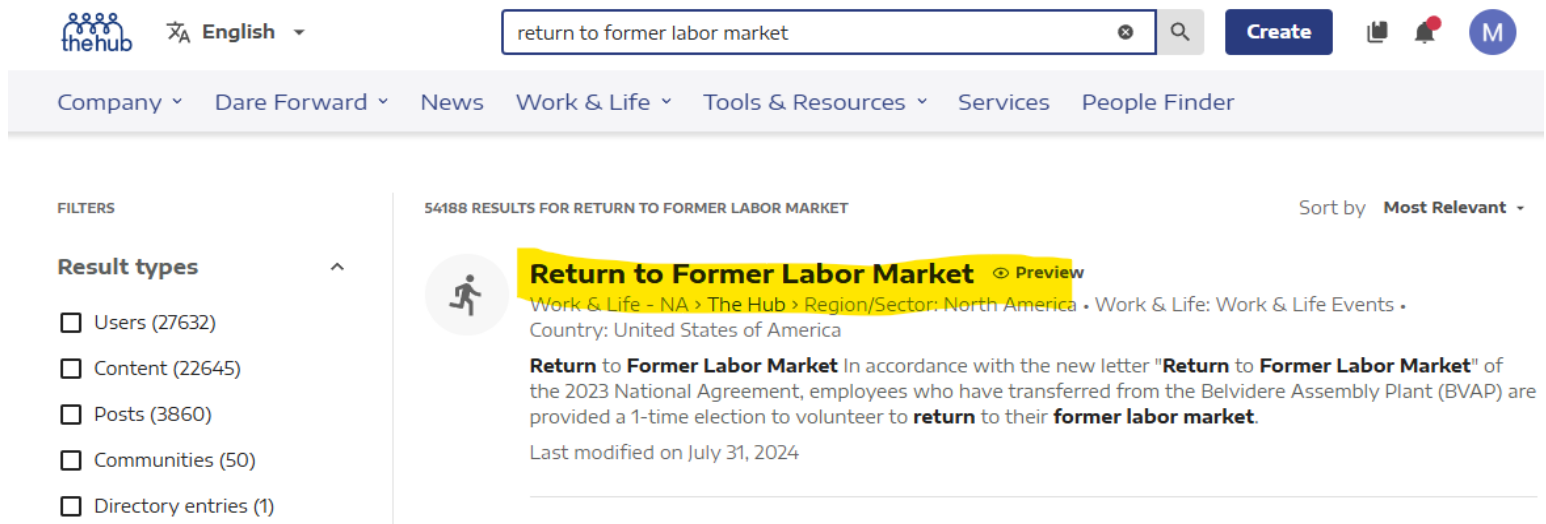 thehub
English
return to former labor market
Create
M
Company
Dare Forward
News
Work & Life
Tools & Resources
Services
People Finder
FILTERS
54188 RESULTS FOR RETURN TO FORMER LABOR MARKET
Sort by Most Relevant
Result types
Users (27632)
Content (22645)
Posts (3860)
Communities (50)
Directory entries (1)
Return to Former Labor Market Preview
Work & Life - NA > The Hub > Region/Sector: North America • Work & Life: Work & Life Events •
Country: United States of America
Return to Former Labor Market In accordance with the new letter "Return to Former Labor Market" of
the 2023 National Agreement, employees who have transferred from the Belvidere Assembly Plant (BVAP) are
provided a 1-time election to volunteer to return to their former labor market.
Last modified on July 31, 2024